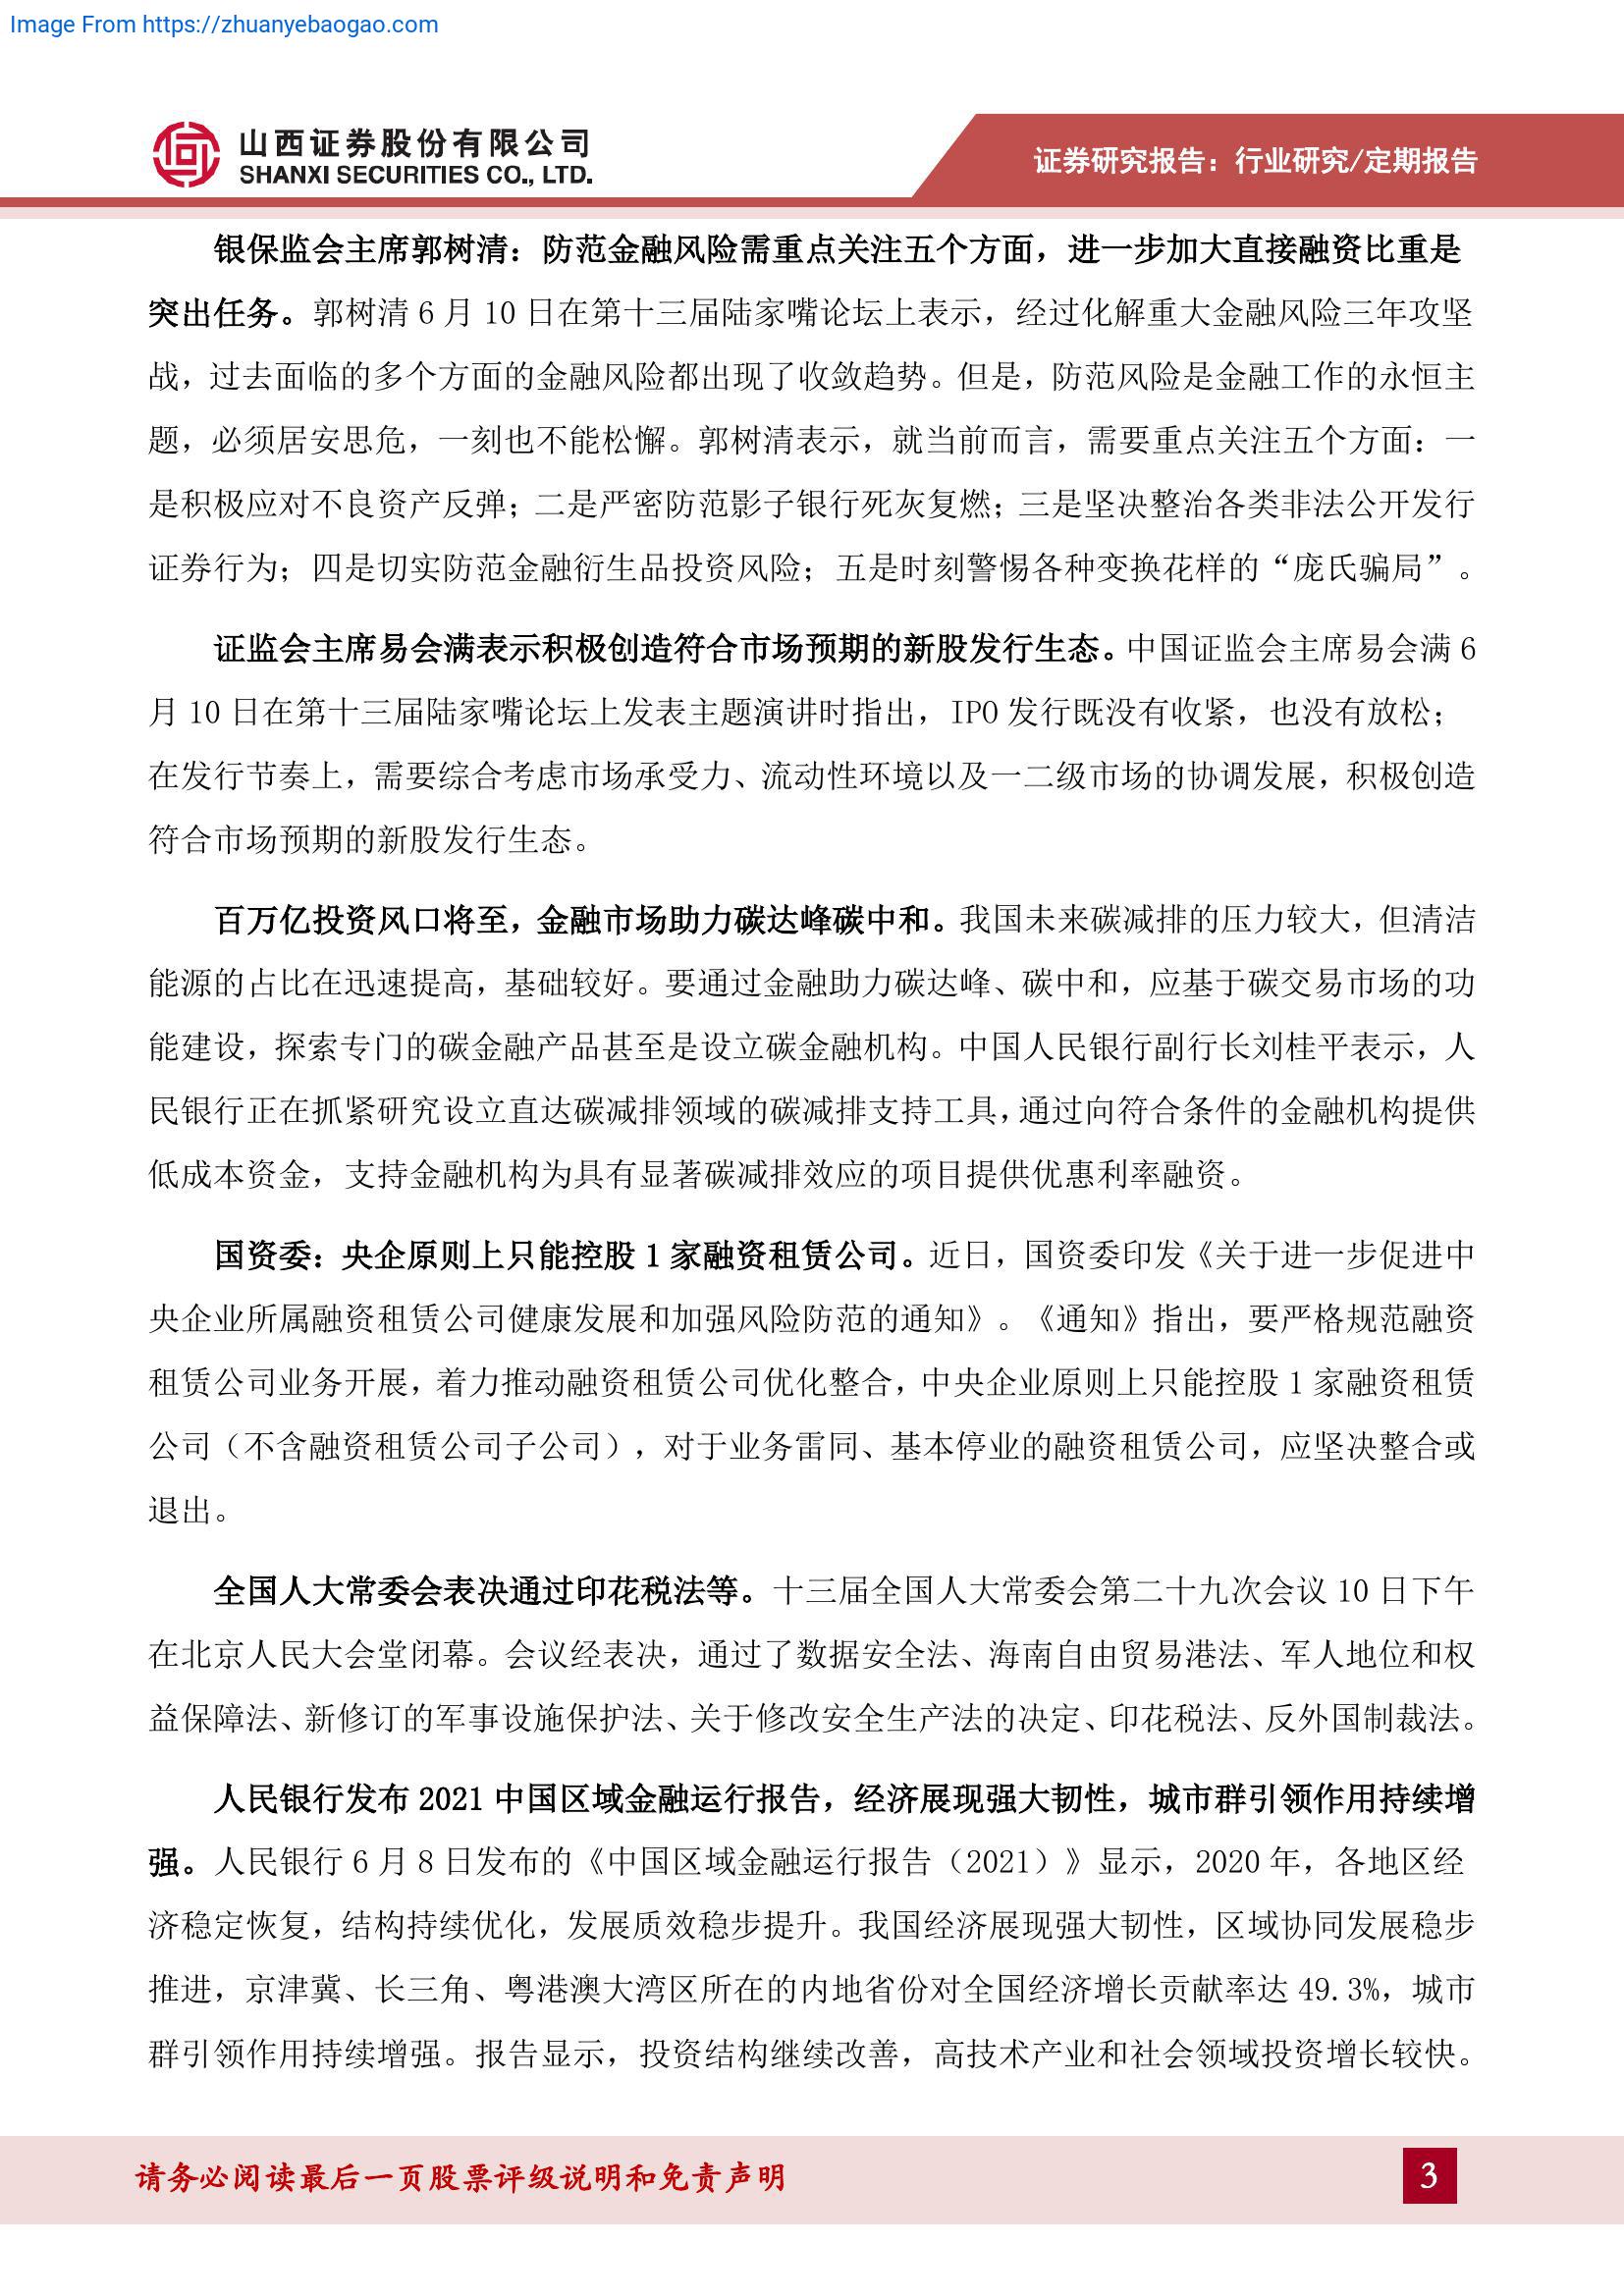 Image From https://zhuanyebaogao.com
山西证券股份有限公司
SHANXI SECURITIES CO., LTD.
证券研究报告：行业研究/定期报告
银保监会主席郭树清：防范金融风险需重点关注五个方面，进一步加大直接融资比重是
突出任务。郭树清 6 月 10 日在第十三届陆家嘴论坛上表示，经过化解重大金融风险三年攻坚
战，过去面临的多个方面的金融风险都出现了收敛趋势。但是，防范风险是金融工作的永恒主
题，必须居安思危，一刻也不能松懈。郭树清表示，就当前而言，需要重点关注五个方面：一
是积极应对不良资产反弹；二是严密防范影子银行死灰复燃；三是坚决整治各类非法公开发行
证券行为；四是切实防范金融衍生品投资风险；五是时刻警惕各种变换花样的“庞氏骗局”。
证监会主席易会满表示积极创造符合市场预期的新股发行生态。中国证监会主席易会满 6
月 10 日在第十三届陆家嘴论坛上发表主题演讲时指出，IPO 发行既没有收紧，也没有放松；
在发行节奏上，需要综合考虑市场承受力、流动性环境以及一二级市场的协调发展，积极创造
符合市场预期的新股发行生态。
百万亿投资风口将至，金融市场助力碳达峰碳中和。我国未来碳减排的压力较大，但清洁
能源的占比在迅速提高，基础较好。要通过金融助力碳达峰、碳中和，应基于碳交易市场的功
能建设，探索专门的碳金融产品甚至是设立碳金融机构。中国人民银行副行长刘桂平表示，人
民银行正在抓紧研究设立直达碳减排领域的碳减排支持工具，通过向符合条件的金融机构提供
低成本资金，支持金融机构为具有显著碳减排效应的项目提供优惠利率融资。
国资委：央企原则上只能控股 1 家融资租赁公司。近日，国资委印发《关于进一步促进中
央企业所属融资租赁公司健康发展和加强风险防范的通知》。《通知》指出，要严格规范融资
租赁公司业务开展，着力推动融资租赁公司优化整合，中央企业原则上只能控股 1 家融资租赁
公司（不含融资租赁公司子公司），对于业务雷同、基本停业的融资租赁公司，应坚决整合或
退出。
全国人大常委会表决通过印花税法等。十三届全国人大常委会第二十九次会议 10 日下午
在北京人民大会堂闭幕。会议经表决，通过了数据安全法、海南自由贸易港法、军人地位和权
益保障法、新修订的军事设施保护法、关于修改安全生产法的决定、印花税法、反外国制裁法。
人民银行发布 2021 中国区域金融运行报告，经济展现强大韧性，城市群引领作用持续增
强。人民银行 6 月 8 日发布的《中国区域金融运行报告（2021）》显示，2020 年，各地区经
济稳定恢复，结构持续优化，发展质效稳步提升。我国经济展现强大韧性，区域协同发展稳步
推进，京津冀、长三角、粤港澳大湾区所在的内地省份对全国经济增长贡献率达 49.3%，城市
群引领作用持续增强。报告显示，投资结构继续改善，高技术产业和社会领域投资增长较快。
请务必阅读最后一页股票评级说明和免责声明
3